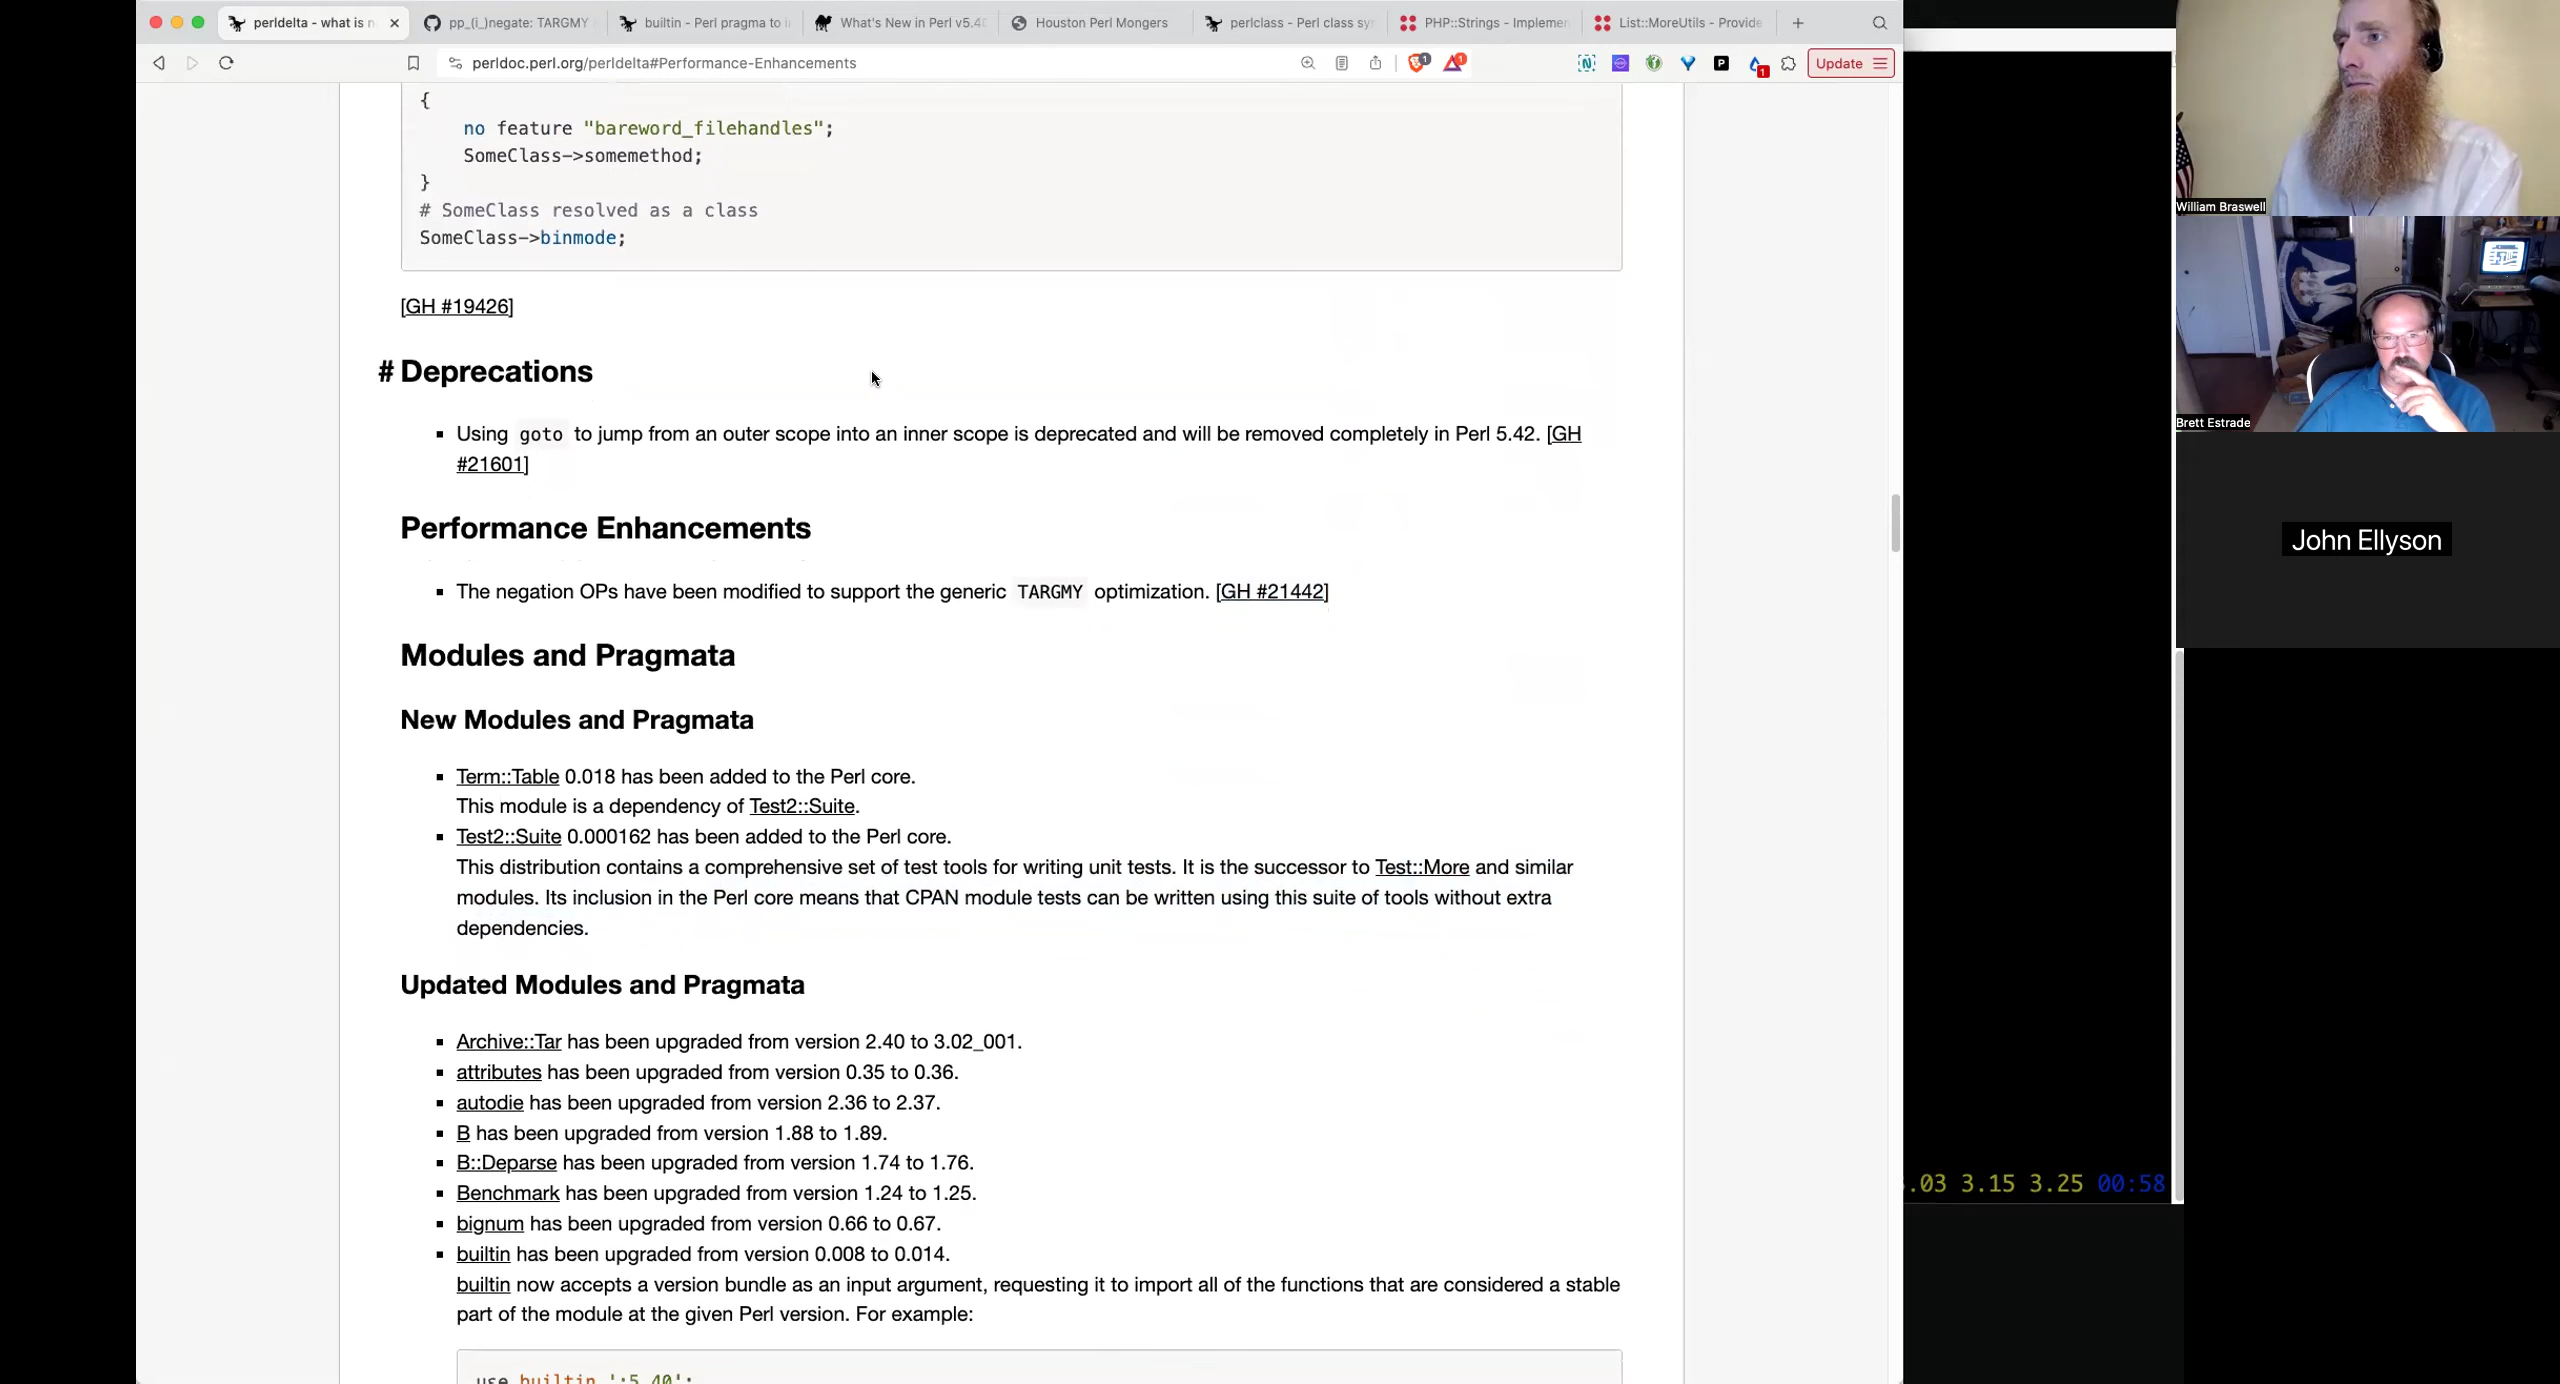 perldelta - what is n
pp_(i_)negate: TARGMY
builtin - Perl pragma to i
What's New in Perl v5.40
Houston Perl Mongers
perlclass - Perl class sy
PHP::Strings - Implemen
List::MoreUtils - Provide
perldoc.perl.org/perldelta#Performance-Enhancements
1
1
P
1
Update
{
no feature "bareword_filehandles";
SomeClass->somemethod;
}
# SomeClass resolved as a class
SomeClass->binmode;
[GH #19426]
# Deprecations
Using goto to jump from an outer scope into an inner scope is deprecated and will be removed completely in Perl 5.42. [GH
#21601]
Performance Enhancements
The negation OPs have been modified to support the generic TARGMY optimization. [GH #21442]
Modules and Pragmata
New Modules and Pragmata
Term::Table 0.018 has been added to the Perl core.
This module is a dependency of Test2::Suite.
Test2::Suite 0.000162 has been added to the Perl core.
This distribution contains a comprehensive set of test tools for writing unit tests. It is the successor to Test::More and similar
modules. Its inclusion in the Perl core means that CPAN module tests can be written using this suite of tools without extra
dependencies.
Updated Modules and Pragmata
Archive::Tar has been upgraded from version 2.40 to 3.02_001.
attributes has been upgraded from version 0.35 to 0.36.
autodie has been upgraded from version 2.36 to 2.37.
B has been upgraded from version 1.88 to 1.89.
B::Deparse has been upgraded from version 1.74 to 1.76.
Benchmark has been upgraded from version 1.24 to 1.25.
bignum has been upgraded from version 0.66 to 0.67.
builtin has been upgraded from version 0.008 to 0.014.
builtin now accepts a version bundle as an input argument, requesting it to import all of the functions that are considered a stable
part of the module at the given Perl version. For example:
use builtin ':5.40';
.03 3.15 3.25 00:58
William Braswell
Brett Estrade
John Ellyson